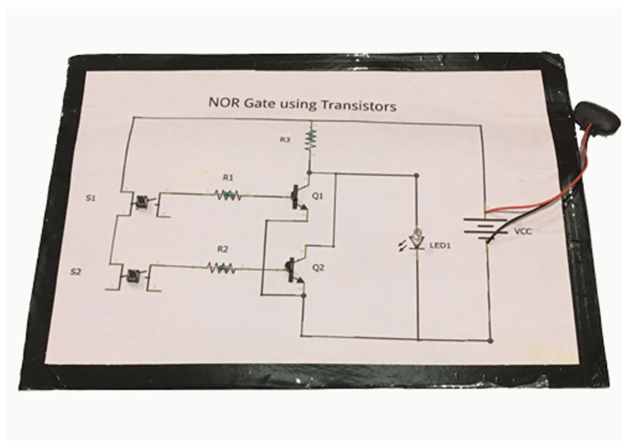 NOR Gate using Transistors
R3
R1
S1
Q1
R2
LED1
VCC
S2
Q2